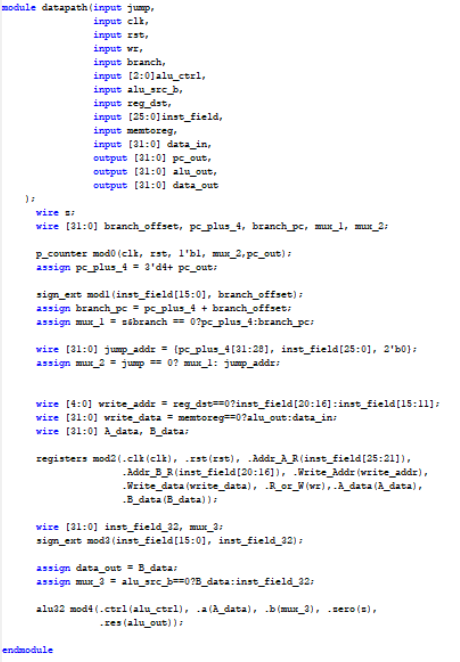 module datapath(input jump,
input clk,
input rst,
input wr,
input branch,
input [2:0]alu_ctrl,
input alu_src_b,
input reg_dst,
input [25:0]inst_field,
input memtoreg,
input [31:0] data_in,
output [31:0] pc_out,
output [31:0] alu_out,
output [31:0] data_out
);
wire z;
wire [31:0] branch_offset, pc_plus_4, branch_pc, mux_1, mux_2;
p_counter mod0(clk, rst, 1'b1, mux_2,pc_out);
assign pc_plus_4 = 3'd4+ pc_out;
sign_ext mod1(inst_field[15:0], branch_offset);
assign branch_pc = pc_plus_4 + branch_offset;
assign mux_1 = z&branch == 0?pc_plus_4:branch_pc;
wire [31:0] jump_addr = {pc_plus_4[31:28], inst_field[25:0], 2'b0};
assign mux_2 = jump == 0? mux_1: jump_addr;
wire [4:0] write_addr = reg_dst==0?inst_field[20:16]:inst_field[15:11];
wire [31:0] write_data = memtoreg==0?alu_out:data_in;
wire [31:0] A_data, B_data;
registers mod2(.clk(clk), .rst(rst), .Addr_A_R(inst_field[25:21]),
.Addr_B_R(inst_field[20:16]), .Write_Addr(write_addr),
.Write_data(write_data), .R_or_W(wr),.A_data(A_data),
.B_data(B_data));
wire [31:0] inst_field_32, mux_3;
sign_ext mod3(inst_field[15:0], inst_field_32);
assign data_out = B_data;
assign mux_3 = alu_src_b==0?B_data:inst_field_32;
alu32 mod4(.ctrl(alu_ctrl), .a(A_data), .b(mux_3), .zero(z),
.res(alu_out));
endmodule